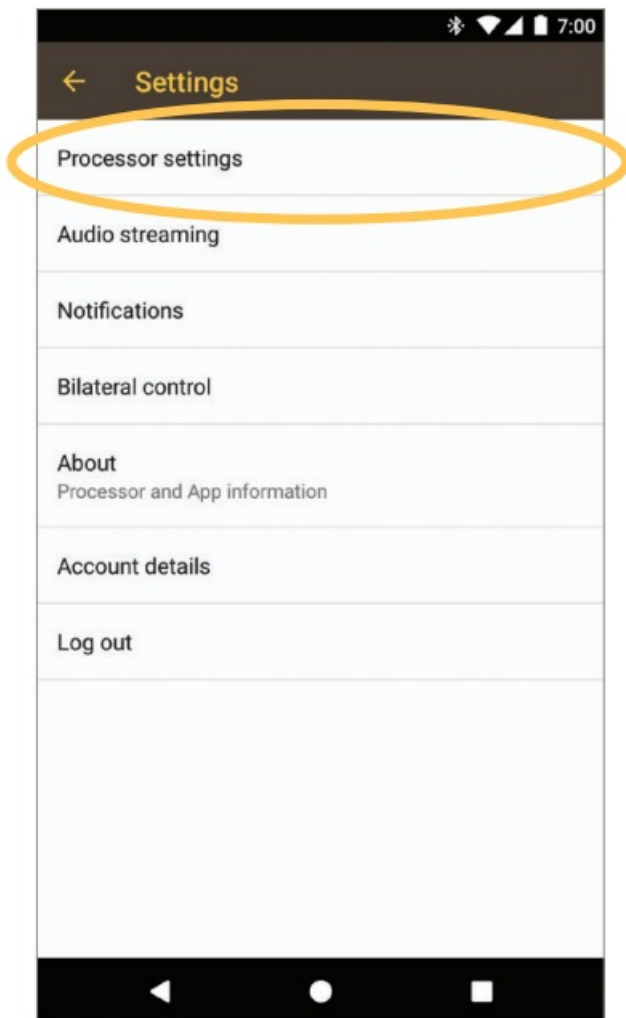 7:00
Settings
Processor settings
Audio streaming
Notifications
Bilateral control
About
Processor and App information
Account details
Log out